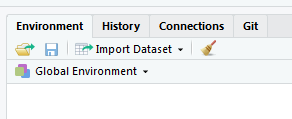 Environment History Connections Git
Import Dataset
Global Environment